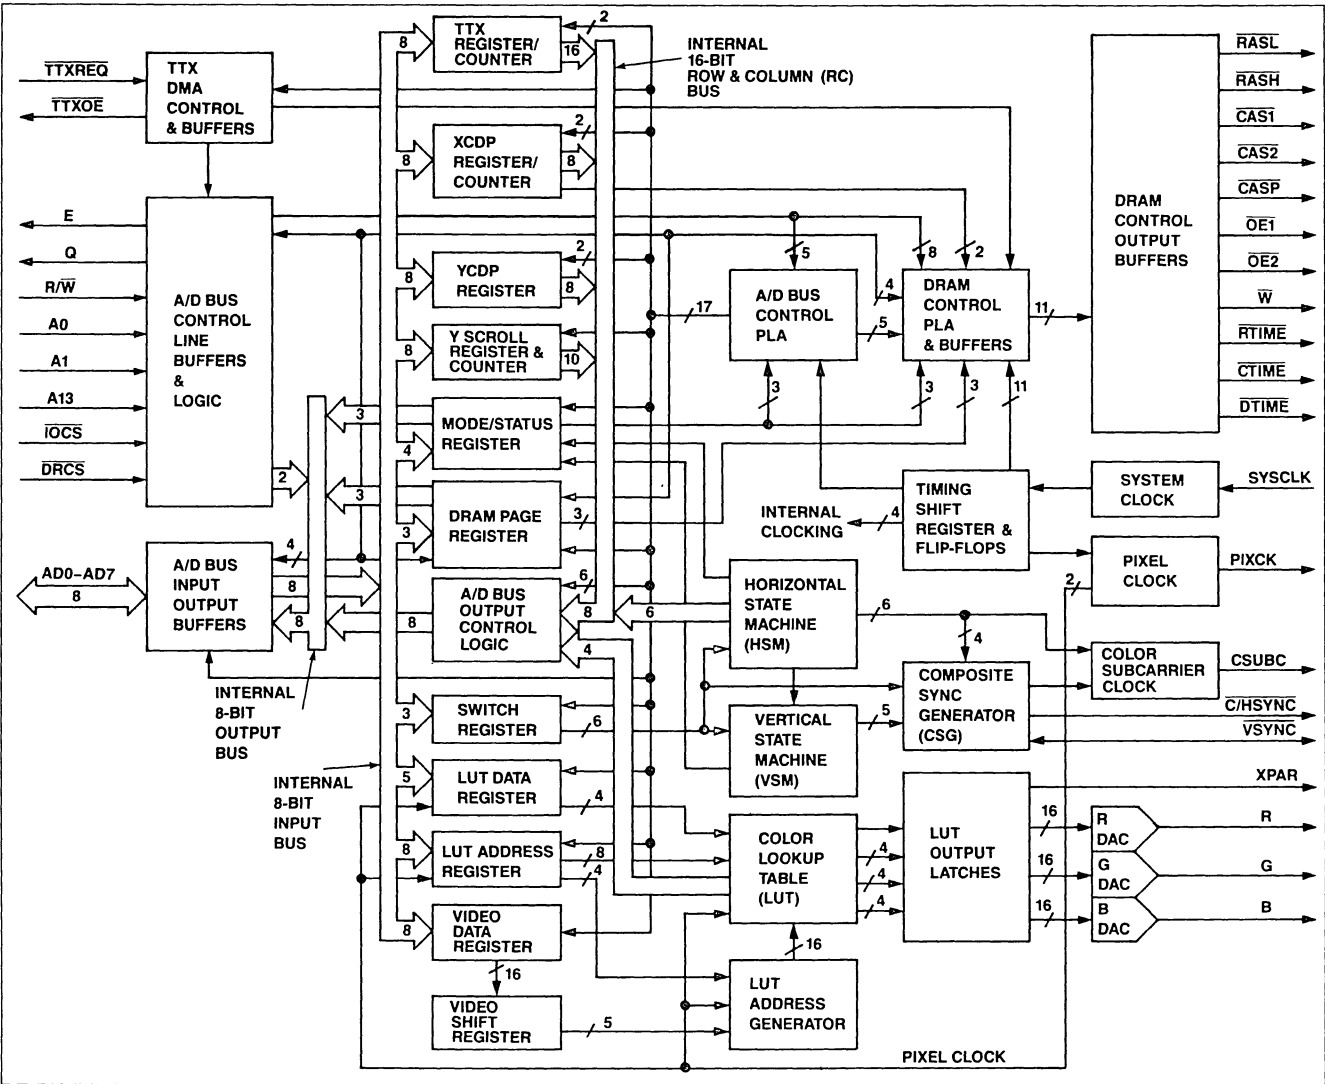 TTXREQ
TTXOE
TTX
DMA
CONTROL
& BUFFERS
E
Q
R/W
A0
A1
A13
IOCS
DRCS
A/D BUS
CONTROL
LINE
BUFFERS
&
LOGIC
2
AD0–AD7
8
A/D BUS
INPUT
OUTPUT
BUFFERS
4
8
8
INTERNAL
8-BIT
OUTPUT
BUS
INTERNAL
8-BIT
INPUT
BUS
8
TTX
REGISTER/
COUNTER
2
16
INTERNAL
16-BIT
ROW & COLUMN (RC)
BUS
8
XCDP
REGISTER/
COUNTER
2
8
8
YCDP
REGISTER
2
8
8
Y SCROLL
REGISTER &
COUNTER
10
3
4
MODE/STATUS
REGISTER
3
3
DRAM PAGE
REGISTER
3
8
A/D BUS
OUTPUT
CONTROL
LOGIC
6
8
4
6
3
SWITCH
REGISTER
6
5
LUT DATA
REGISTER
4
8
LUT ADDRESS
REGISTER
8
4
8
VIDEO
DATA
REGISTER
16
VIDEO
SHIFT
REGISTER
5
17
5
A/D BUS
CONTROL
PLA
3
4
5
8
2
DRAM
CONTROL
PLA
& BUFFERS
3
3
11
11
DRAM
CONTROL
OUTPUT
BUFFERS
RASL
RASH
CAS1
CAS2
CASP
OE1
OE2
W
RTIME
CTIME
DTIME
INTERNAL
CLOCKING
4
TIMING
SHIFT
REGISTER &
FLIP-FLOPS
SYSTEM
CLOCK
SYSCLK
PIXEL
CLOCK
2
PIXCK
HORIZONTAL
STATE
MACHINE
(HSM)
6
4
VERTICAL
STATE
MACHINE
(VSM)
5
COMPOSITE
SYNC
GENERATOR
(CSG)
COLOR
SUBCARRIER
CLOCK
CSUBC
C/HSYNC
VSYNC
COLOR
LOOKUP
TABLE
(LUT)
4
4
4
16
LUT
ADDRESS
GENERATOR
LUT
OUTPUT
LATCHES
XPAR
16
R
DAC
R
16
G
DAC
G
16
B
DAC
B
PIXEL CLOCK